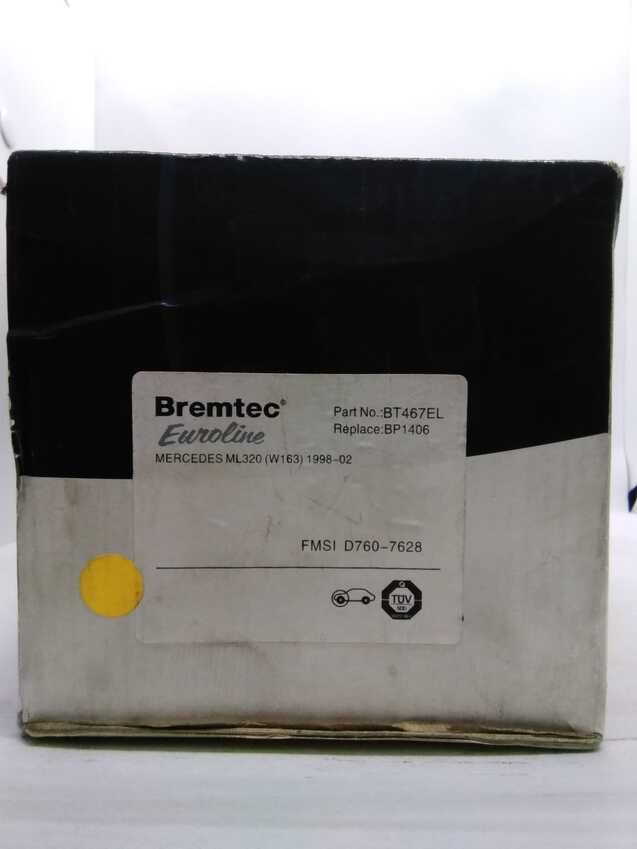 Bremtec®
Euroline
Part No.:BT467EL
Replace:BP1406
MERCEDES ML320 (W163) 1998-02
FMSI D760-7628
TÜV